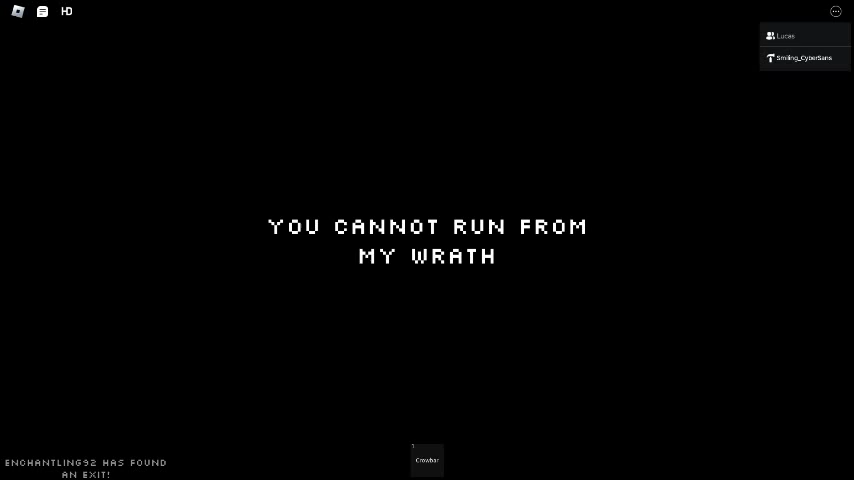 HD
Lucas
Smiling_CyberSans
YOU CANNOT RUN FROM
MY WRATH
ENCHANTLING92 HAS FOUND
AN EXIT!
1
Crowbar